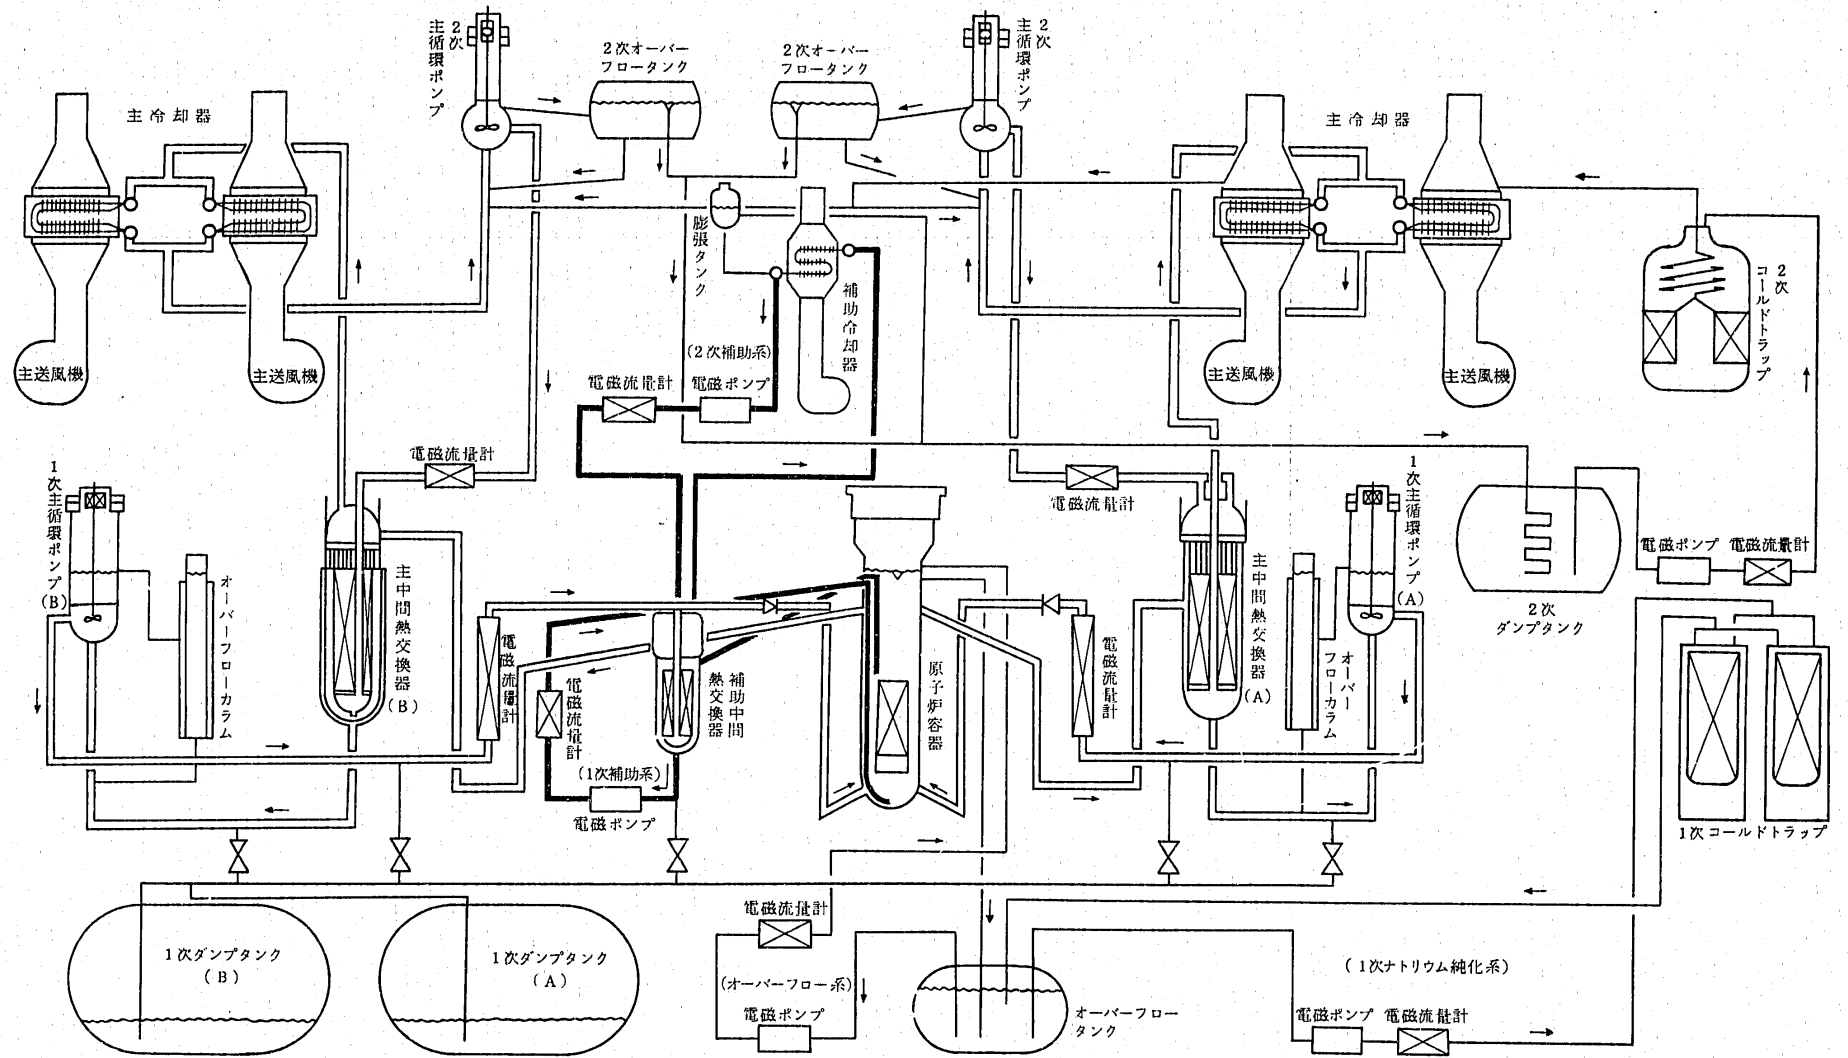 2次
主循環ポンプ
2次オーバー
フロータンク
2次オーバー
フロータンク
2次
主循環ポンプ
主冷却器
主冷却器
膨張タンク
補助冷却器
2次
コールドトラップ
主送風機
主送風機
主送風機
主送風機
(2次補助系)
電磁流量計
電磁ポンプ
電磁流量計
電磁流量計
1次主循環ポンプ
(B)
オーバーフローカラム
主中間熱交換器
(B)
電磁流量計
電磁流量計
補助中間
熱交換器
原子炉容器
電磁流量計
主中間熱交換器
(A)
オーバー
フローカラム
1次主循環ポンプ
(A)
2次
ダンプタンク
電磁ポンプ
電磁流量計
(1次補助系)
電磁ポンプ
1次コールドトラップ
1次ダンプタンク
(B)
1次ダンプタンク
(A)
電磁流量計
(オーバーフロー系)
電磁ポンプ
オーバーフロー
タンク
(1次ナトリウム純化系)
電磁ポンプ
電磁流量計